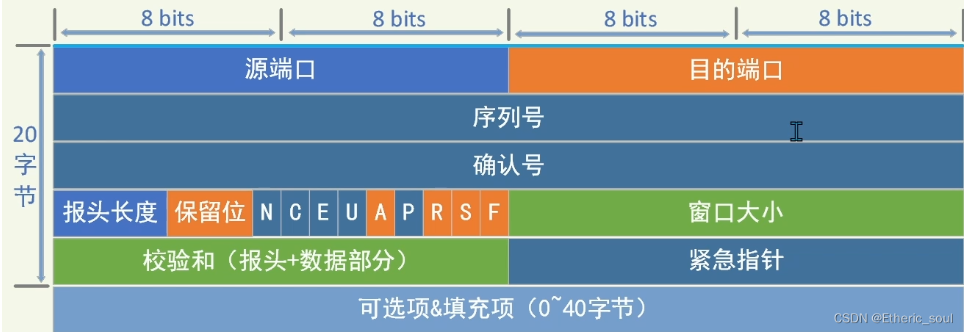 8 bits 8 bits 8 bits 8 bits
源端口 目的端口
序列号
确认号
20字节
报头长度 保留位 N C E U A P R S F 窗口大小
校验和（报头+数据部分） 紧急指针
可选项&填充项（0~40字节）
CSDN @Etheric_soul